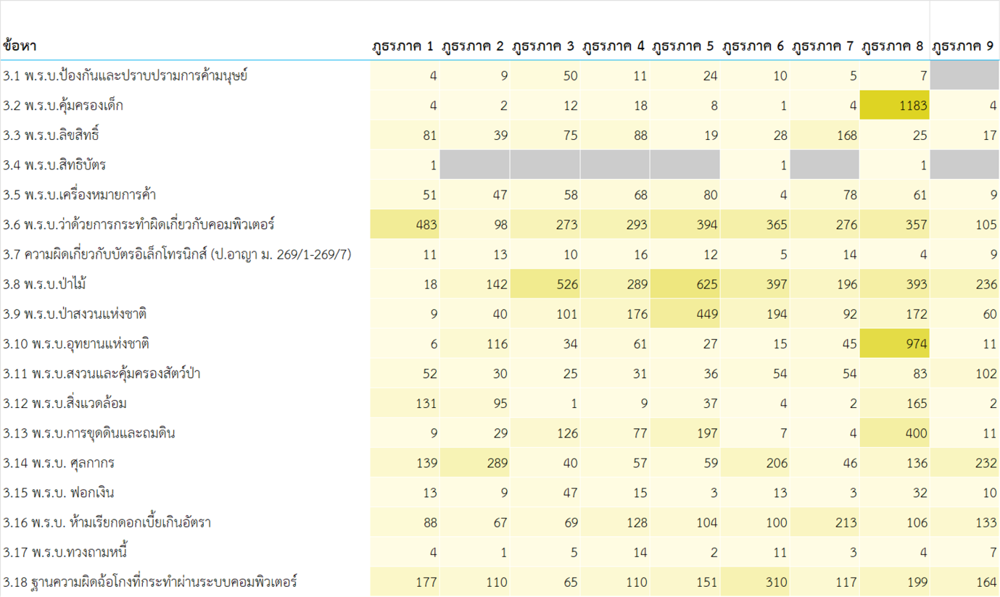 ข้อหา ภูธรภาค 1 ภูธรภาค 2 ภูธรภาค 3 ภูธรภาค 4 ภูธรภาค 5 ภูธรภาค 6 ภูธรภาค 7 ภูธรภาค 8 ภูธรภาค 9
3.1 พ.ร.บ.ป้องกันและปราบปรามการค้ามนุษย์ 4 9 50 11 24 10 5 7
3.2 พ.ร.บ.คุ้มครองเด็ก 4 2 12 18 8 1 4 1183 4
3.3 พ.ร.บ.ลิขสิทธิ์ 81 39 75 88 19 28 168 25 17
3.4 พ.ร.บ.สิทธิบัตร 1 1 1
3.5 พ.ร.บ.เครื่องหมายการค้า 51 47 58 68 80 4 78 61 9
3.6 พ.ร.บ.ว่าด้วยการกระทำผิดเกี่ยวกับคอมพิวเตอร์ 483 98 273 293 394 365 276 357 105
3.7 ความผิดเกี่ยวกับบัตรอิเล็กโทรนิกส์ (ป.อาญา ม. 269/1-269/7) 11 13 10 16 12 5 14 4 9
3.8 พ.ร.บ.ป่าไม้ 18 142 526 289 625 397 196 393 236
3.9 พ.ร.บ.ป่าสงวนแห่งชาติ 9 40 101 176 449 194 92 172 60
3.10 พ.ร.บ.อุทยานแห่งชาติ 6 116 34 61 27 15 45 974 11
3.11 พ.ร.บ.สงวนและคุ้มครองสัตว์ป่า 52 30 25 31 36 54 54 83 102
3.12 พ.ร.บ.สิ่งแวดล้อม 131 95 1 9 37 4 2 165 2
3.13 พ.ร.บ.การขุดดินและถมดิน 9 29 126 77 197 7 4 400 11
3.14 พ.ร.บ. ศุลกากร 139 289 40 57 59 206 46 136 232
3.15 พ.ร.บ. ฟอกเงิน 13 9 47 15 3 13 3 32 10
3.16 พ.ร.บ. ห้ามเรียกดอกเบี้ยเกินอัตรา 88 67 69 128 104 100 213 106 133
3.17 พ.ร.บ.ทวงถามหนี้ 4 1 5 14 2 11 3 4 7
3.18 ฐานความผิดฉ้อโกงที่กระทำผ่านระบบคอมพิวเตอร์ 177 110 65 110 151 310 117 199 164